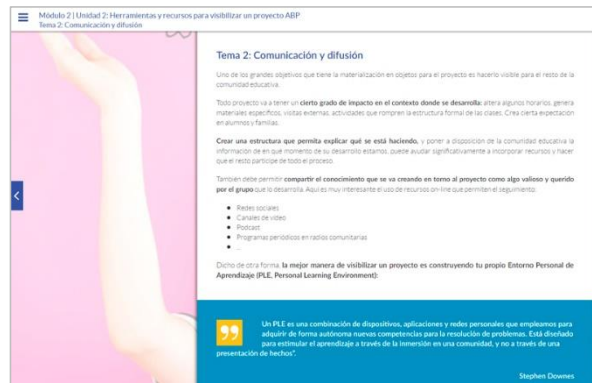 Módulo 2 | Unidad 2: Herramientas y recursos para visibilizar un proyecto ABP
Tema 2: Comunicación y difusión
Tema 2: Comunicación y difusión
Uno de los grandes objetivos que tiene la materialización en objetos para el proyecto es hacerlo visible para el resto de la
comunidad educativa.
Todo proyecto va a tener un cierto grado de impacto en el contexto donde se desarrolla: altera algunos horarios, genera
materiales específicos, visitas externas, actividades que rompen la estructura formal de las clases. Crea cierta expectación
en alumnos y familias.
Crear una estructura que permita explicar qué se está haciendo, y poner a disposición de la comunidad educativa la
información de en qué momento de su desarrollo estamos, puede ayudar significativamente a incorporar recursos y hacer
que el resto participe de todo el proceso.
También debe permitir compartir el conocimiento que se va creando en torno al proyecto como algo valioso y querido
por el grupo que lo desarrolla. Aquí es muy interesante el uso de recursos on-line que permiten el seguimiento:
• Redes sociales
• Canales de video
• Podcast
• Programas periódicos en radios comunitarias
• ...
Dicho de otra forma, la mejor manera de visibilizar un proyecto es construyendo tu propio Entorno Personal de
Aprendizaje (PLE, Personal Learning Environment):
Un PLE es una combinación de dispositivos, aplicaciones y redes personales que empleamos para
adquirir de forma autónoma nuevas competencias para la resolución de problemas. Está diseñado
para estimular el aprendizaje a través de la inmersión en una comunidad, y no a través de una
presentación de hechos".
Stephen Downes